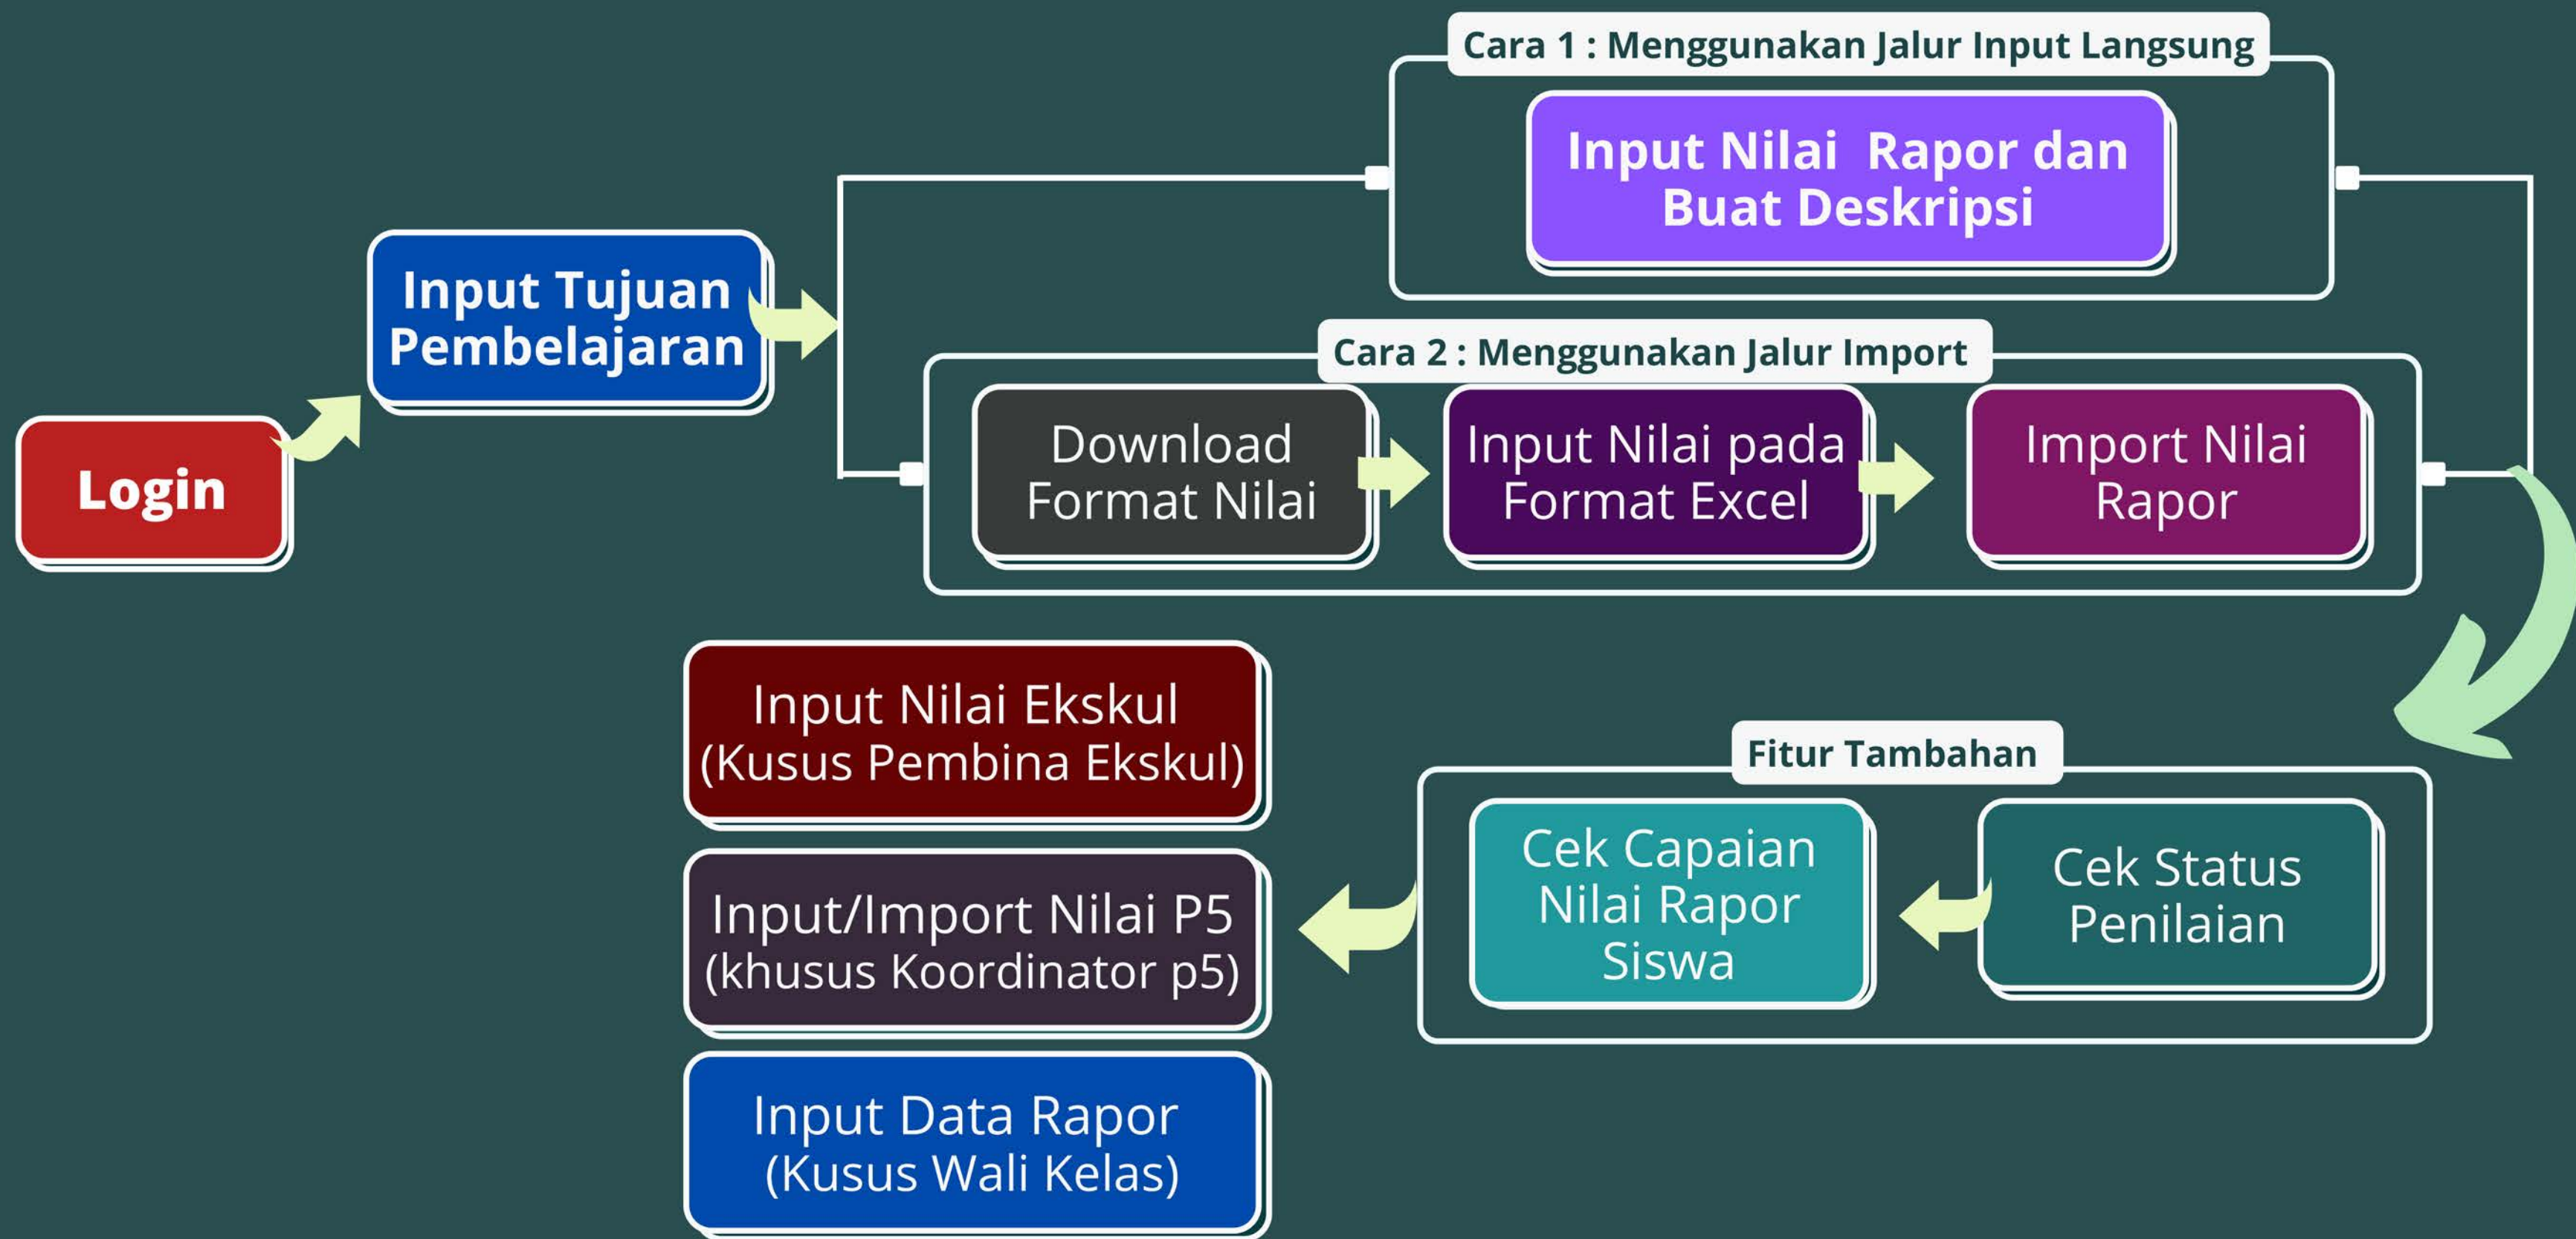 Login
Input Tujuan
Pembelajaran
Cara 1 : Menggunakan Jalur Input Langsung
Input Nilai  Rapor dan
Buat Deskripsi
Cara 2 : Menggunakan Jalur Import
Download
Format Nilai
Input Nilai pada
Format Excel
Import Nilai
Rapor
Fitur Tambahan
Cek Status
Penilaian
Cek Capaian
Nilai Rapor
Siswa
Input Nilai Ekskul
(Kusus Pembina Ekskul)
Input/Import Nilai P5
(khusus Koordinator p5)
Input Data Rapor
(Kusus Wali Kelas)